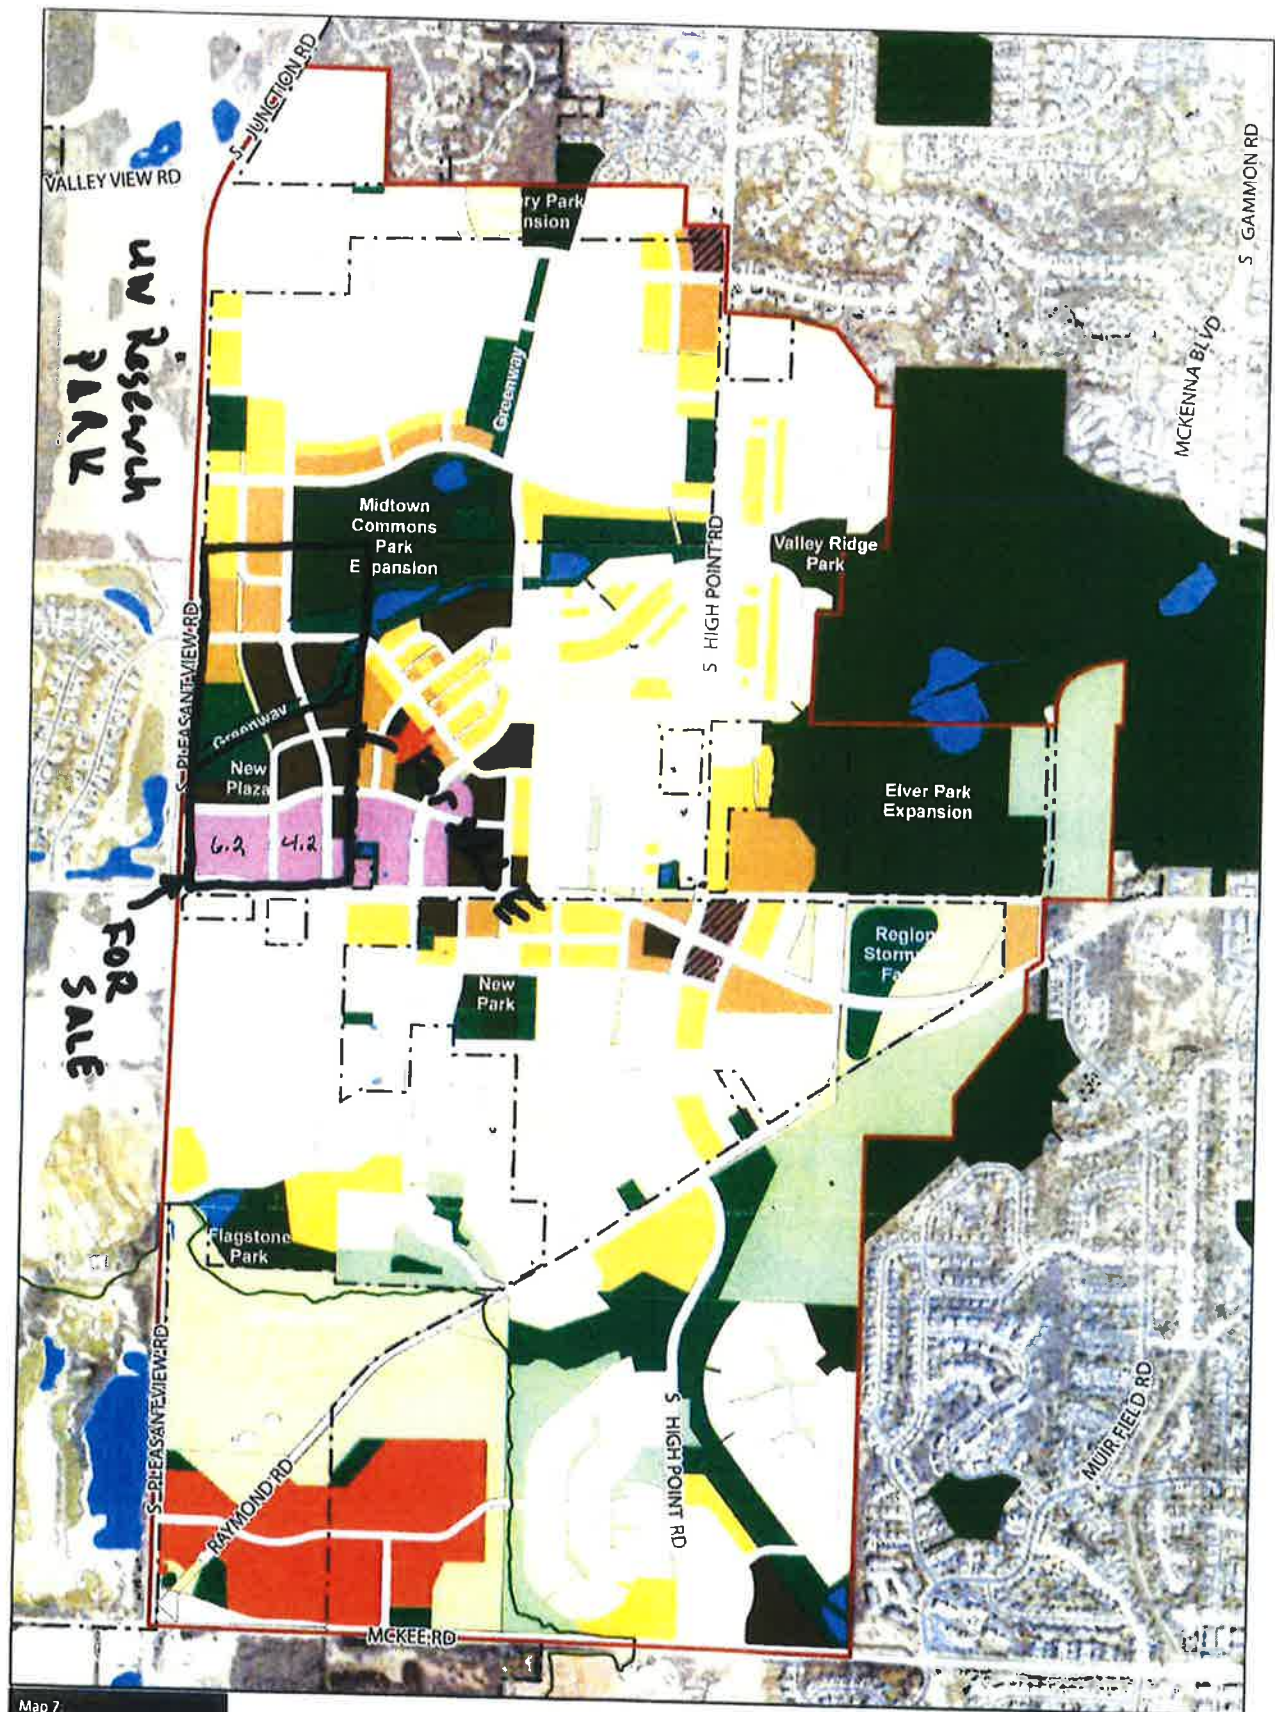 S JUNCTION RD
S GAMMON RD
VALLEY VIEW RD
ry Park
nsion
UW Research
PARK
MCKENNA BLVD
Greenway
Midtown
Commons
Park
E pansion
S HIGH POINT RD
Valley Ridge
Park
S PLEASANT VIEW RD
Greenway
New
Plaza
Elver Park
Expansion
6.2
4.2
FOR
SALE
Region
Storm
Fa
New
Park
Flagstone
Park
S PLEASANT VIEW RD
RAYMOND RD
S HIGH POINT RD
MUIR FIELD RD
MCKEE RD
Map 7